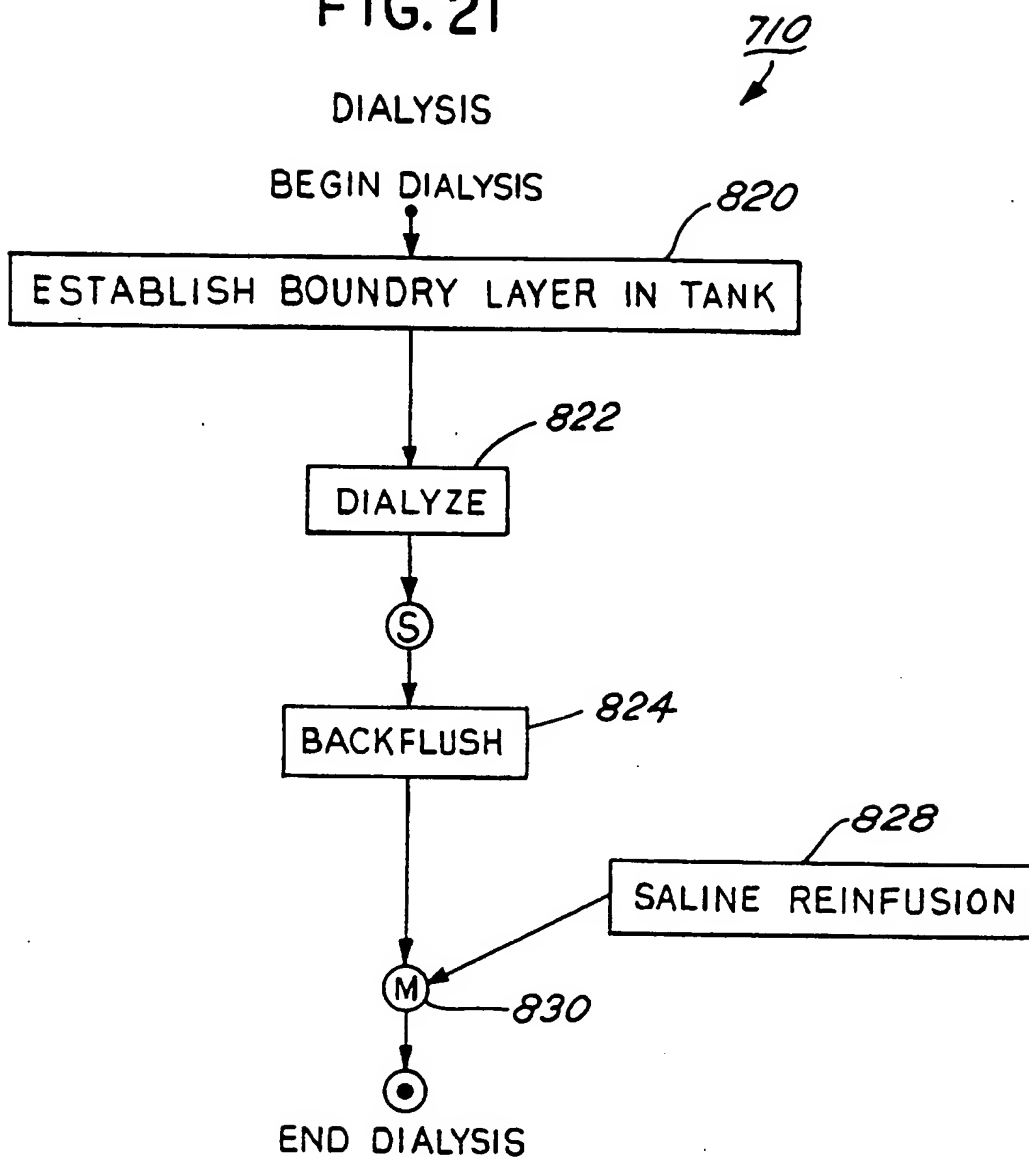 FIG. 21
710
DIALYSIS
BEGIN DIALYSIS
820
ESTABLISH BOUNDRY LAYER IN TANK
822
DIALYZE
S
BACKFLUSH
824
828
SALINE REINFUSION
M
830
END DIALYSIS